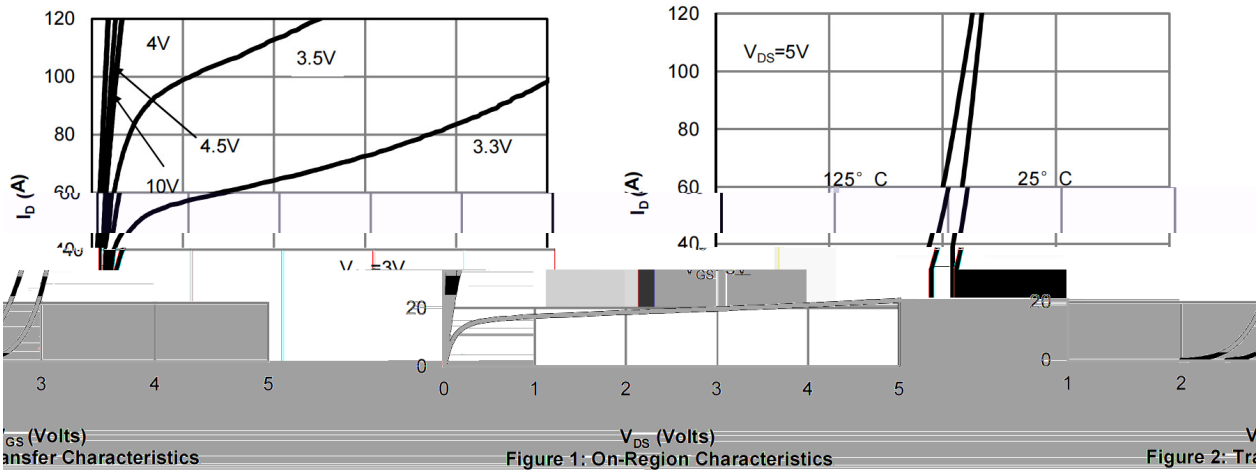 120
4V
3.5V
100
80
4.5V
3.3V
10V
60
I_D (A)
=3V
20
0
0 1 2 3 4 5
V_DS (Volts)
Figure 1: On-Region Characteristics
120
V_DS=5V
100
80
60
125° C
25° C
I_D (A)
40
20
0
1 2
Figure 2: Tra
3 4 5
GS (Volts)
ansfer Characteristics